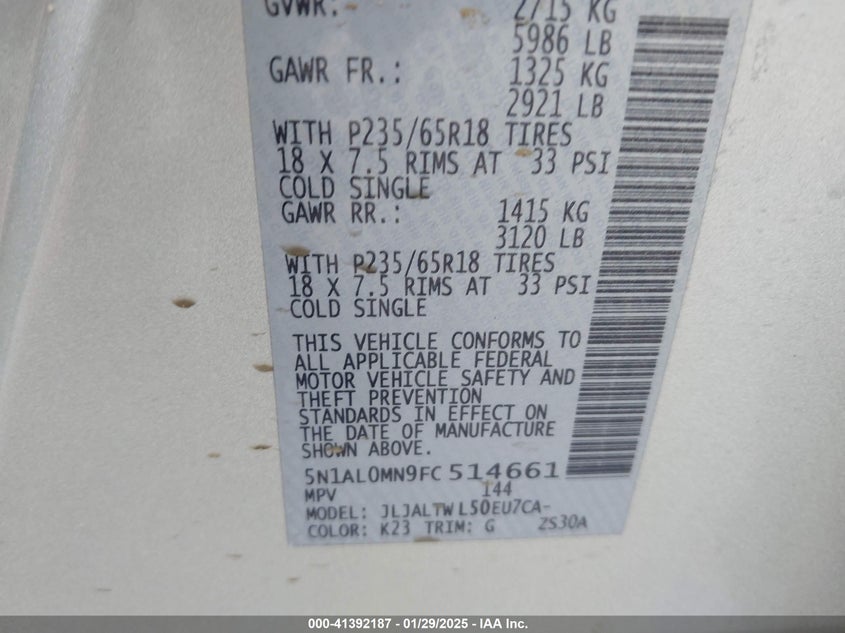 GVWR: 2715 KG
5986 LB
GAWR FR.: 1325 KG
2921 LB
WITH P235/65R18 TIRES
18 X 7.5 RIMS AT 33 PSI
COLD SINGLE
GAWR RR.: 1415 KG
3120 LB
WITH P235/65R18 TIRES
18 X 7.5 RIMS AT 33 PSI
COLD SINGLE
THIS VEHICLE CONFORMS TO
ALL APPLICABLE FEDERAL
MOTOR VEHICLE SAFETY AND
THEFT PREVENTION
STANDARDS IN EFFECT ON
THE DATE OF MANUFACTURE
SHOWN ABOVE.
5N1AL0MN9FC514661
MPV 144
MODEL: JLJALTWL50EU7CA-
COLOR: K23 TRIM: G ZS30A
000-41392187 - 01/29/2025 - IAA Inc.